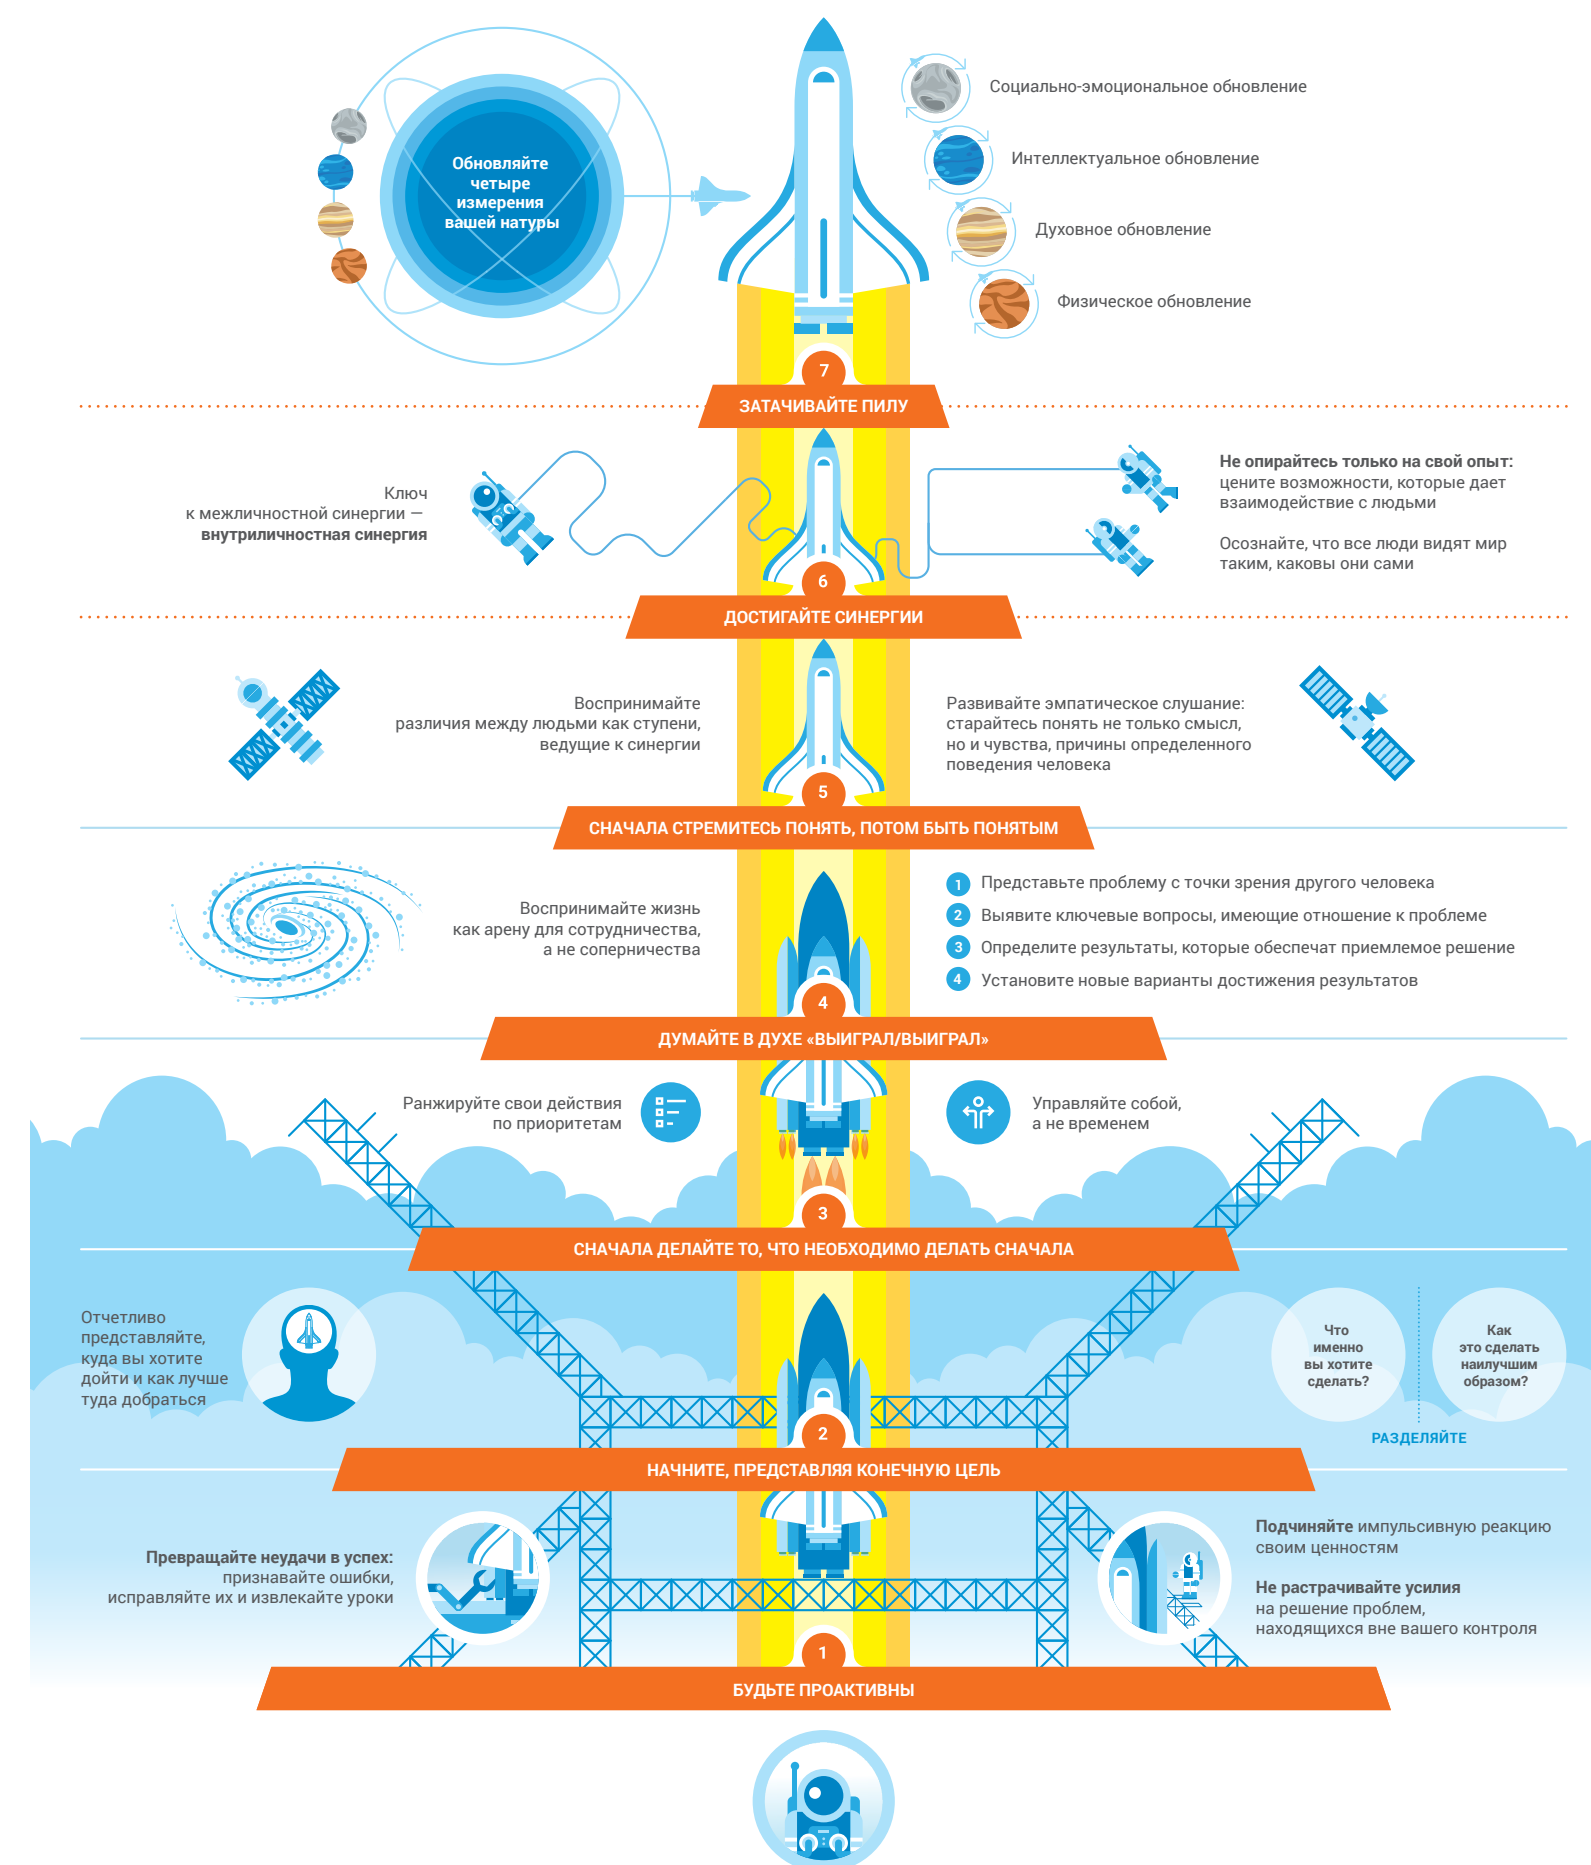 Обновляйте
четыре
измерения
вашей натуры
Социально-эмоциональное обновление
Интеллектуальное обновление
Духовное обновление
Физическое обновление
7
ЗАТАЧИВАЙТЕ ПИЛУ
Ключ
к межличностной синергии —
внутриличностная синергия
Не опирайтесь только на свой опыт:
цените возможности, которые дает
взаимодействие с людьми
Осознайте, что все люди видят мир
таким, каковы они сами
6
ДОСТИГАЙТЕ СИНЕРГИИ
Воспринимайте
различия между людьми как ступени,
ведущие к синергии
Развивайте эмпатическое слушание:
старайтесь понять не только смысл,
но и чувства, причины определенного
поведения человека
5
СНАЧАЛА СТРЕМИТЕСЬ ПОНЯТЬ, ПОТОМ БЫТЬ ПОНЯТЫМ
Воспринимайте жизнь
как арену для сотрудничества,
а не соперничества
1 Представьте проблему с точки зрения другого человека
2 Выявите ключевые вопросы, имеющие отношение к проблеме
3 Определите результаты, которые обеспечат приемлемое решение
4 Установите новые варианты достижения результатов
4
ДУМАЙТЕ В ДУХЕ «ВЫИГРАЛ/ВЫИГРАЛ»
Ранжируйте свои действия
по приоритетам
Управляйте собой,
а не временем
3
СНАЧАЛА ДЕЛАЙТЕ ТО, ЧТО НЕОБХОДИМО ДЕЛАТЬ СНАЧАЛА
Отчетливо
представляйте,
куда вы хотите
дойти и как лучше
туда добраться
Что
именно
вы хотите
сделать?
Как
это сделать
наилучшим
образом?
РАЗДЕЛЯЙТЕ
2
НАЧНИТЕ, ПРЕДСТАВЛЯЯ КОНЕЧНУЮ ЦЕЛЬ
Превращайте неудачи в успех:
признавайте ошибки,
исправляйте их и извлекайте уроки
Подчиняйте импульсивную реакцию
своим ценностям
Не растрачивайте усилия
на решение проблем,
находящихся вне вашего контроля
1
БУДЬТЕ ПРОАКТИВНЫ